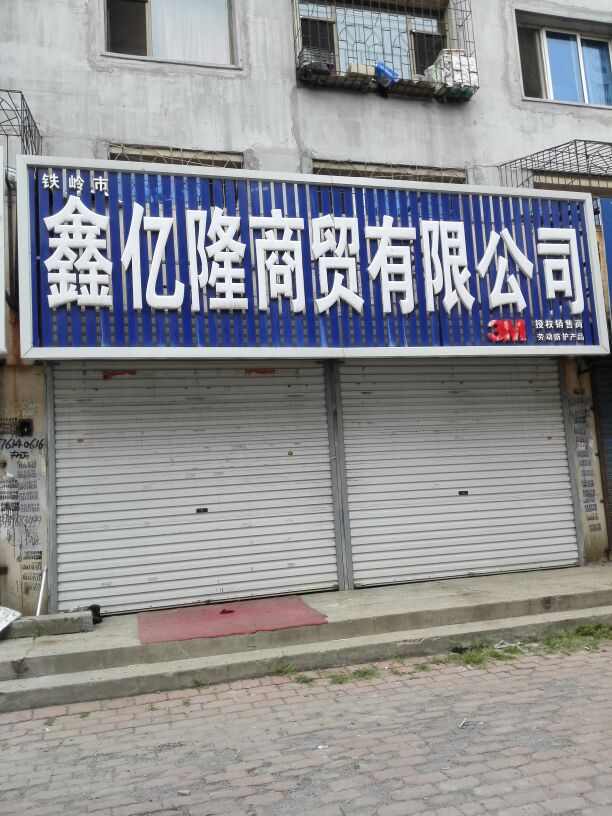 铁岭市
鑫亿隆商贸有限公司
3M 授权销售商
劳动防护产品